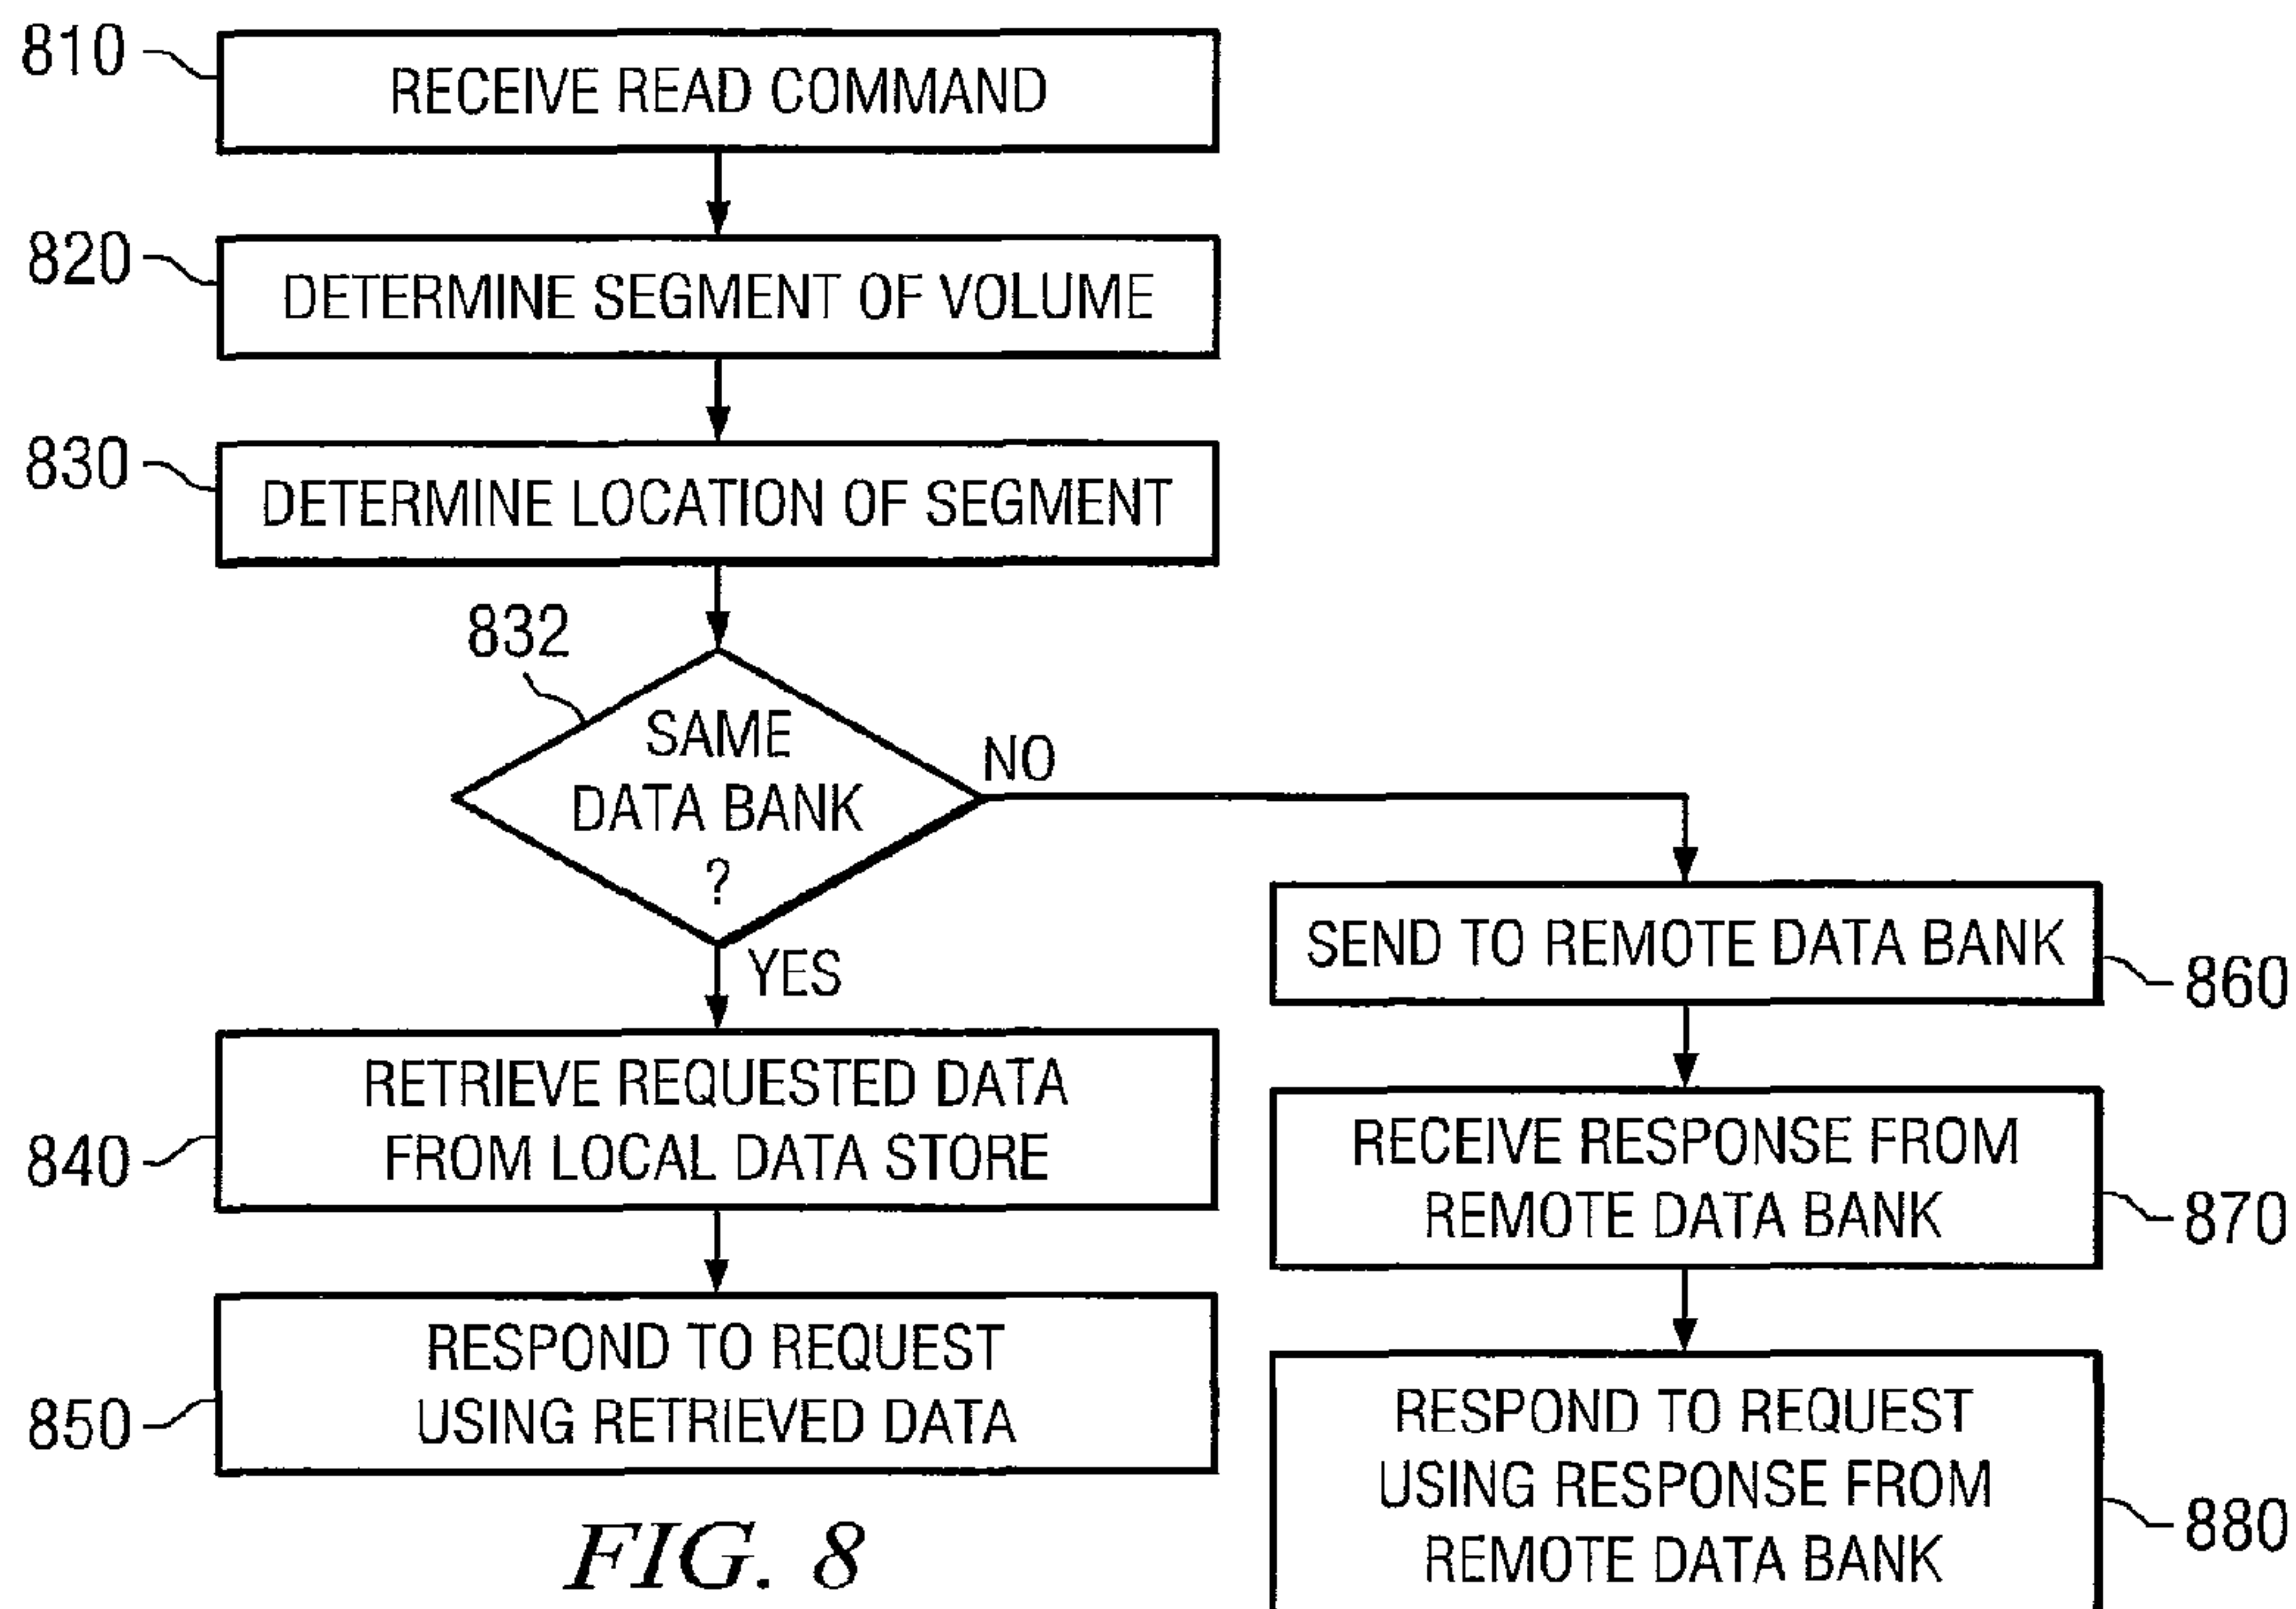 810
RECEIVE READ COMMAND
820
DETERMINE SEGMENT OF VOLUME
830
DETERMINE LOCATION OF SEGMENT
832
SAME
DATA BANK
?
NO
YES
840
RETRIEVE REQUESTED DATA
FROM LOCAL DATA STORE
850
RESPOND TO REQUEST
USING RETRIEVED DATA
SEND TO REMOTE DATA BANK
860
RECEIVE RESPONSE FROM
REMOTE DATA BANK
870
RESPOND TO REQUEST
USING RESPONSE FROM
REMOTE DATA BANK
880
FIG. 8